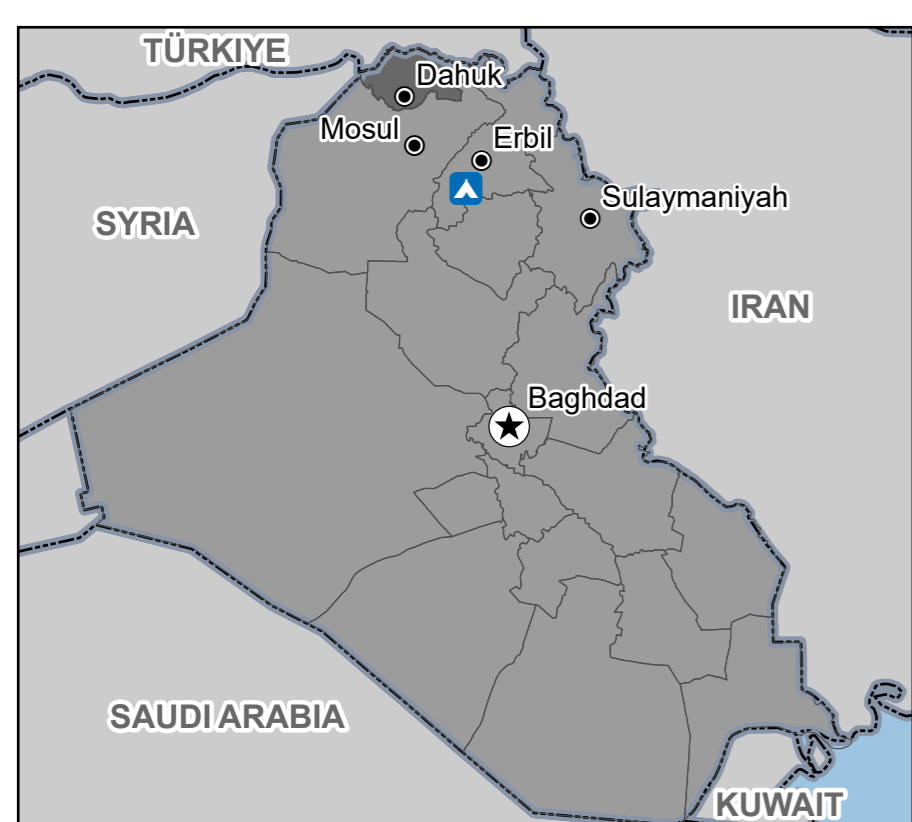 TÜRKIYE
Dahuk
Mosul
Erbil
Sulaymaniyah
SYRIA
IRAN
Baghdad
SAUDI ARABIA
KUWAIT